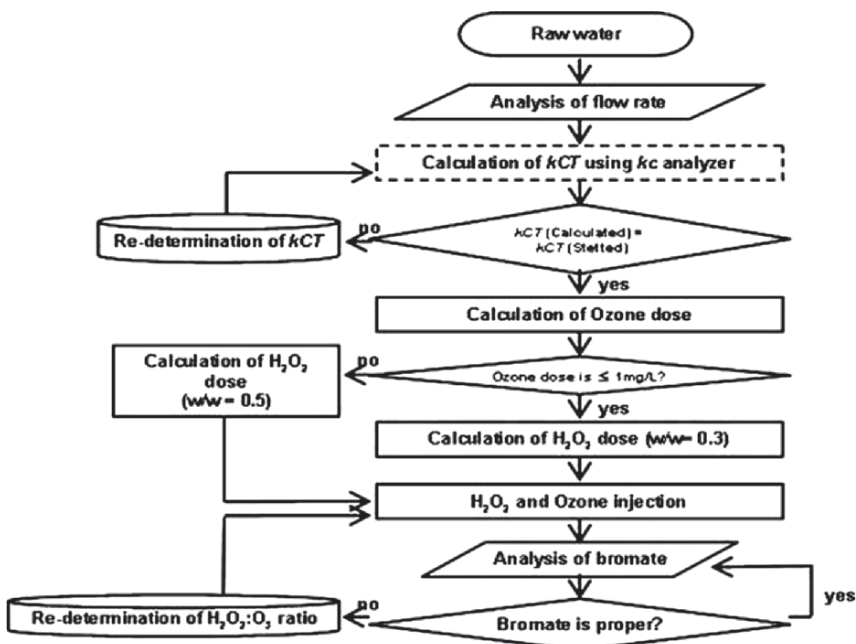 Raw water
Analysis of flow rate
Calculation of kCT using kc analyzer
Re-determination of kCT
no
kCT (Calculated) =
kCT (Stetted)
yes
Calculation of Ozone dose
Calculation of H₂O₂
dose
(w/w= 0.5)
no
Ozone dose is ≤ 1mg/L?
yes
Calculation of H₂O₂ dose (w/w= 0.3)
H₂O₂ and Ozone injection
Analysis of bromate
yes
Re-determination of H₂O₂:O₃ ratio
no
Bromate is proper?